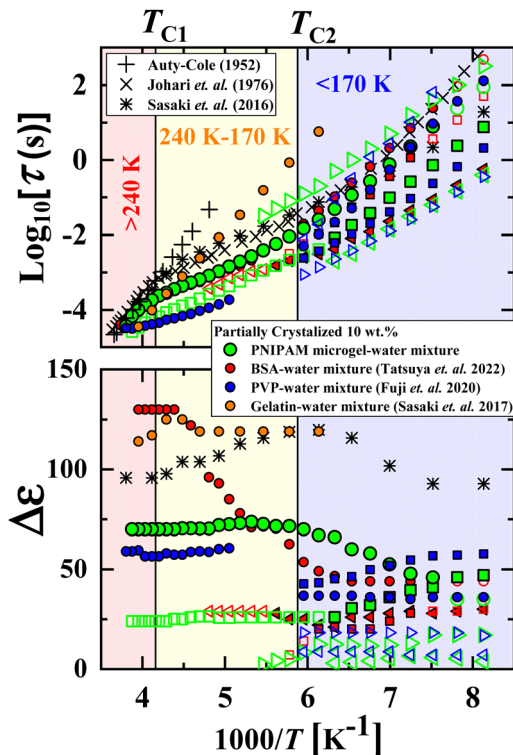 T_C1 T_C2
+ Auty-Cole (1952)
× Johari et. al. (1976)
* Sasaki et. al. (2016)
<170 K
240 K-170 K
>240 K
Log₁₀[τ(s)]
2
0
-2
-4
Partially Crystalized 10 wt.%
PNIPAM microgel-water mixture
BSA-water mixture (Tatsuya et al. 2022)
PVP-water mixture (Fuji et al. 2020)
Gelatin-water mixture (Sasaki et al. 2017)
Δε
150
100
50
0
4 5 6 7 8
1000/T [K⁻¹]